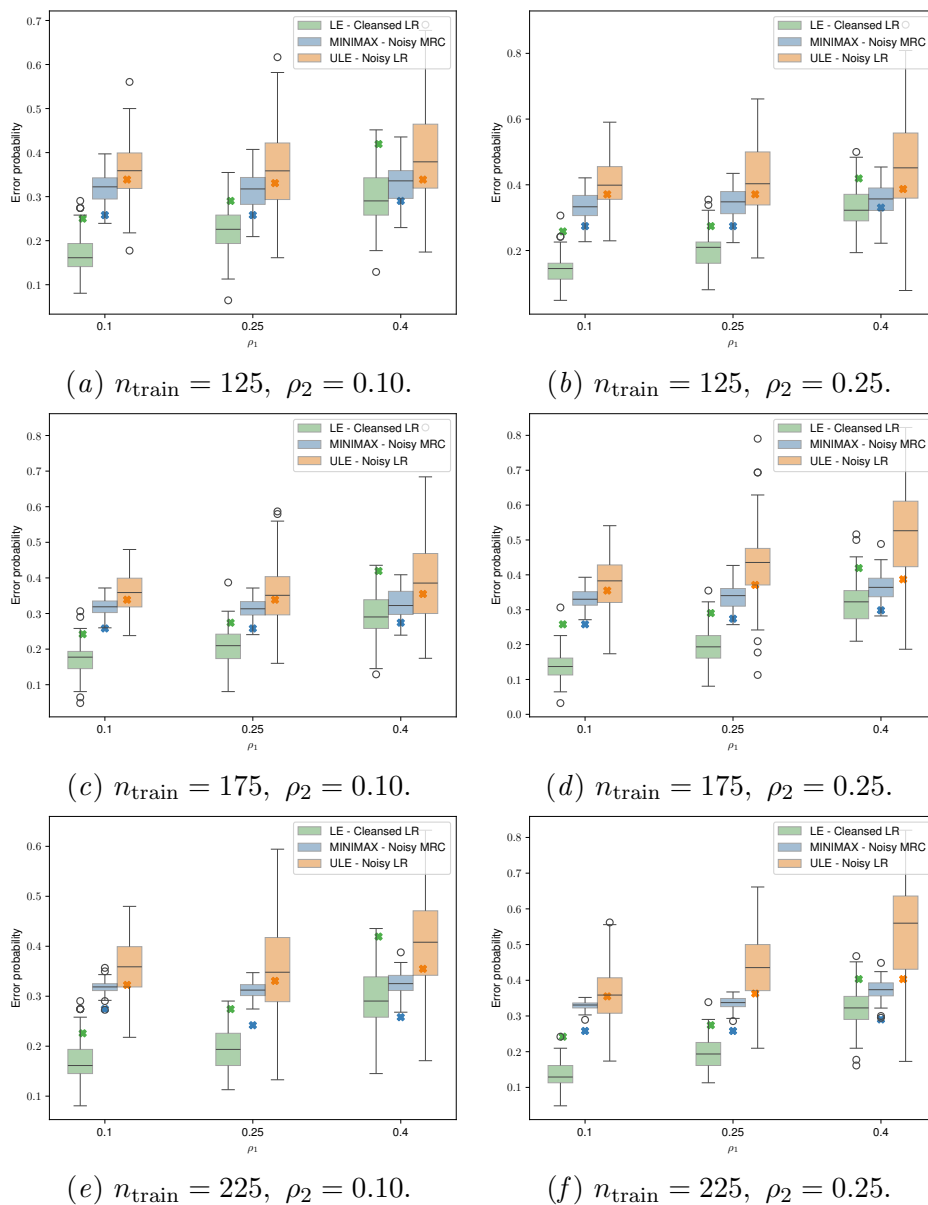 LE - Cleansed LR
MINIMAX - Noisy MRC
ULE - Noisy LR
Error probability
0.6
0.5
0.4
0.3
0.2
0.1
0.1 0.25 0.4
ρ1
(a) ntrain = 125, ρ2 = 0.10.
LE - Cleansed LR
MINIMAX - Noisy MRC
ULE - Noisy LR
Error probability
0.8
0.6
0.4
0.2
0.1 0.25 0.4
ρ1
(b) ntrain = 125, ρ2 = 0.25.
LE - Cleansed LR
MINIMAX - Noisy MRC
ULE - Noisy LR
Error probability
0.8
0.7
0.6
0.5
0.4
0.3
0.2
0.1
0.1 0.25 0.4
ρ1
(c) ntrain = 175, ρ2 = 0.10.
LE - Cleansed LR
MINIMAX - Noisy MRC
ULE - Noisy LR
Error probability
0.8
0.7
0.6
0.5
0.4
0.3
0.2
0.1
0.0
0.1 0.25 0.4
ρ1
(d) ntrain = 175, ρ2 = 0.25.
LE - Cleansed LR
MINIMAX - Noisy MRC
ULE - Noisy LR
Error probability
0.6
0.5
0.4
0.3
0.2
0.1
0.1 0.25 0.4
ρ1
(e) ntrain = 225, ρ2 = 0.10.
LE - Cleansed LR
MINIMAX - Noisy MRC
ULE - Noisy LR
Error probability
0.8
0.7
0.6
0.5
0.4
0.3
0.2
0.1
0.1 0.25 0.4
ρ1
(f) ntrain = 225, ρ2 = 0.25.